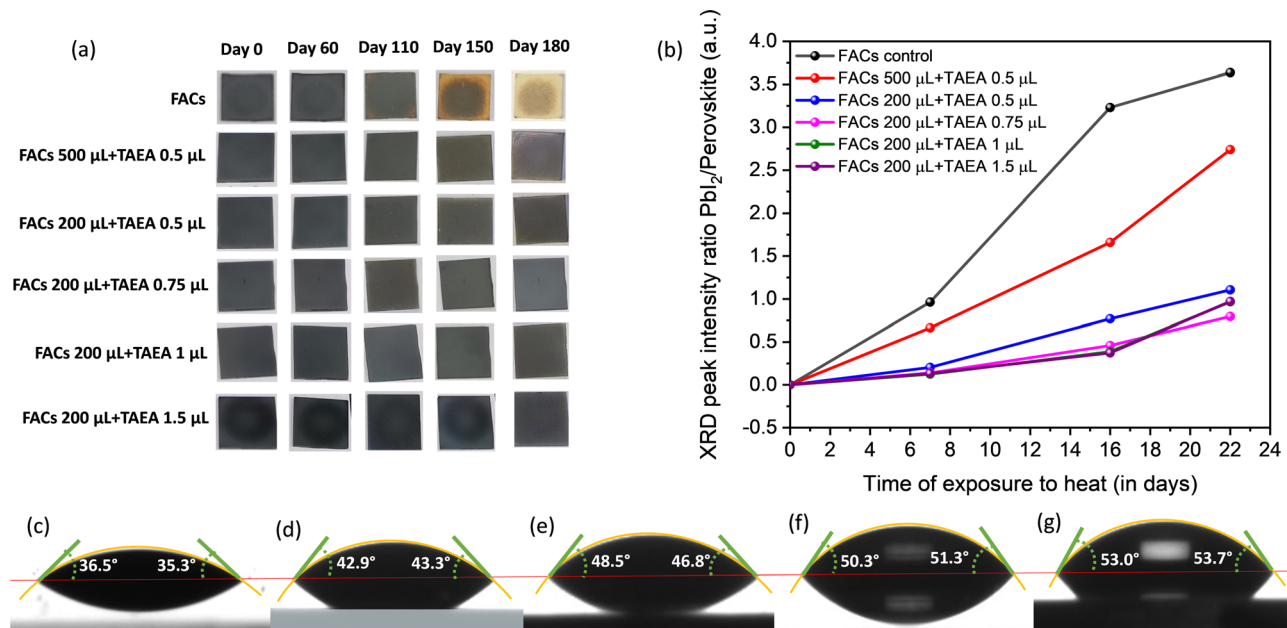 (a)
Day 0 Day 60 Day 110 Day 150 Day 180
FACs
FACs 500 µL+TAEA 0.5 µL
FACs 200 µL+TAEA 0.5 µL
FACs 200 µL+TAEA 0.75 µL
FACs 200 µL+TAEA 1 µL
FACs 200 µL+TAEA 1.5 µL
(b)
XRD peak intensity ratio PbI₂/Perovskite (a.u.)
4.0
3.5
3.0
2.5
2.0
1.5
1.0
0.5
0.0
-0.5
FACs control
FACs 500 µL+TAEA 0.5 µL
FACs 200 µL+TAEA 0.5 µL
FACs 200 µL+TAEA 0.75 µL
FACs 200 µL+TAEA 1 µL
FACs 200 µL+TAEA 1.5 µL
0 2 4 6 8 10 12 14 16 18 20 22 24
Time of exposure to heat (in days)
(c)
36.5° 35.3°
(d)
42.9° 43.3°
(e)
48.5° 46.8°
(f)
50.3° 51.3°
(g)
53.0° 53.7°